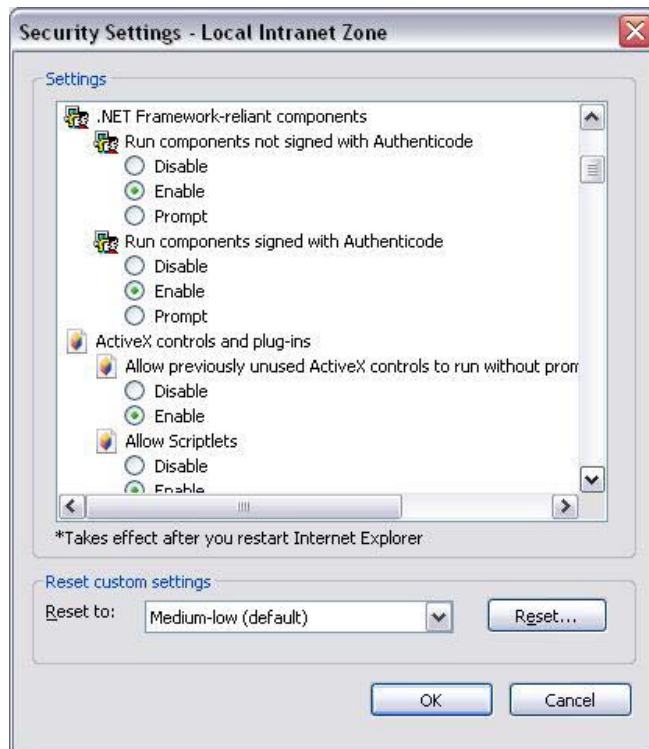 Security Settings - Local Intranet Zone
Settings
.NET Framework-reliant components
Run components not signed with Authenticode
Disable
Enable
Prompt
Run components signed with Authenticode
Disable
Enable
Prompt
ActiveX controls and plug-ins
Allow previously unused ActiveX controls to run without prom
Disable
Enable
Allow Scriptlets
Disable
Enable
*Takes effect after you restart Internet Explorer
Reset custom settings
Reset to:
Medium-low (default)
Reset...
OK
Cancel